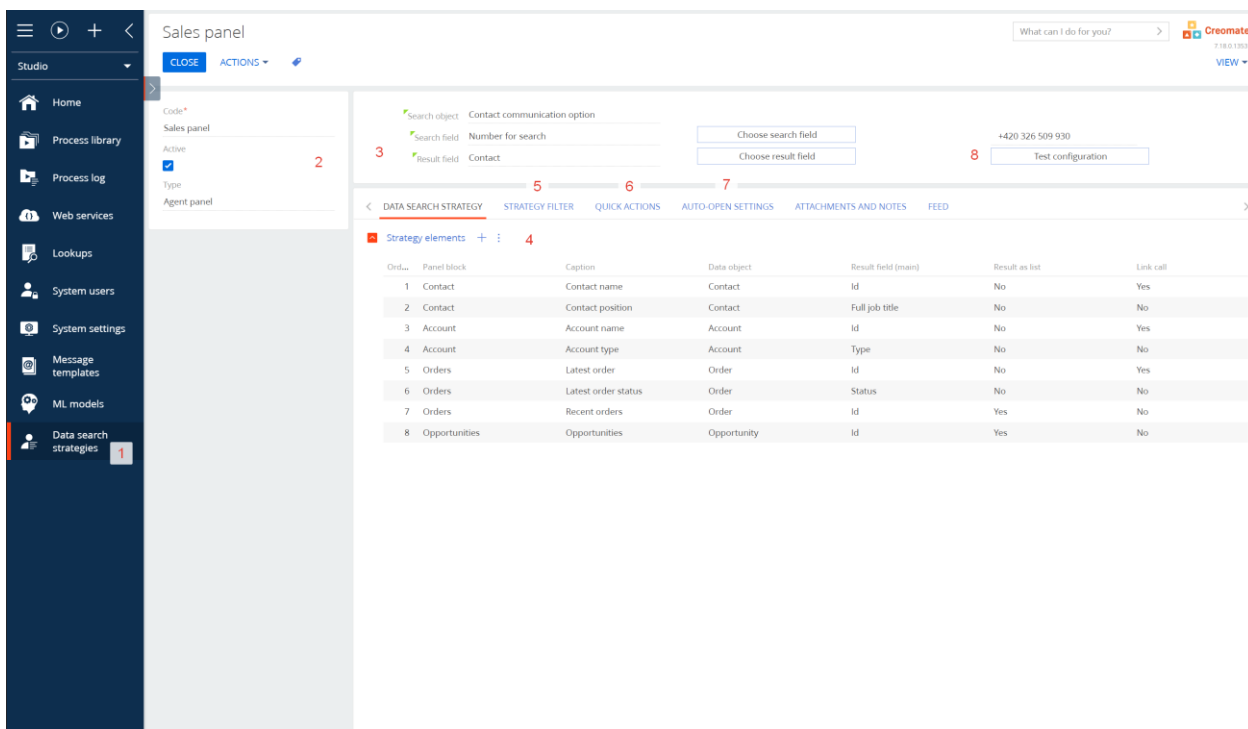 Sales panel
What can I do for you?
Creomate
7.18.0.1353
CLOSE
ACTIONS
VIEW
Studio
Home
Process library
Process log
Web services
Lookups
System users
System settings
Message
templates
ML models
Data search
strategies
1
Code*
Sales panel
Active
2
Type
Agent panel
3
Search object Contact communication option
Search field Number for search Choose search field +420 326 509 930
Result field Contact Choose result field 8 Test configuration
5 6 7
DATA SEARCH STRATEGY STRATEGY FILTER QUICK ACTIONS AUTO-OPEN SETTINGS ATTACHMENTS AND NOTES FEED
Strategy elements 4
Ord... Panel block Caption Data object Result field (main) Result as list Link call
1 Contact Contact name Contact Id No Yes
2 Contact Contact position Contact Full job title No No
3 Account Account name Account Id No Yes
4 Account Account type Account Type No No
5 Orders Latest order Order Id No Yes
6 Orders Latest order status Order Status No No
7 Orders Recent orders Order Id Yes No
8 Opportunities Opportunities Opportunity Id Yes No